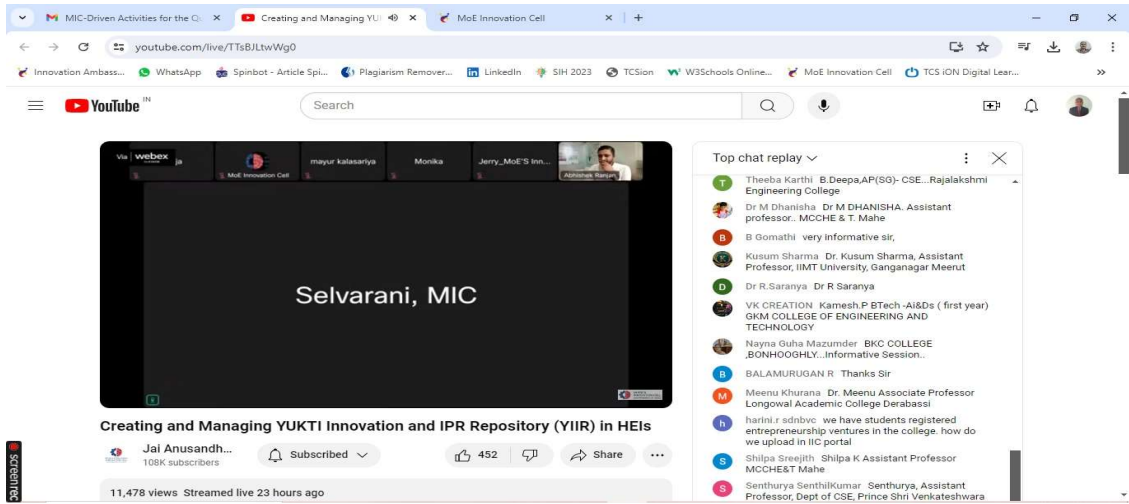 MIC-Driven Activities for the Q
Creating and Managing YU
MoE Innovation Cell
youtube.com/live/TTsBJLtwWg0
Innovation Ambass...
WhatsApp
Spinbot - Article Spi...
Plagiarism Remover...
LinkedIn
SIH 2023
TCSion
W³Schools Online...
MoE Innovation Cell
TCS iON Digital Lear...
YouTube IN
Search
Via webex
ja
MoE Innovation Cell
mayur kalasariya
Monika
Jerry_MoE'S Inn...
Abhishek Ranjan
Selvarani, MIC
Creating and Managing YUKTI Innovation and IPR Repository (YIIR) in HEIs
Jai Anusandh...
108K subscribers
Subscribed
452
Share
11,478 views Streamed live 23 hours ago
Top chat replay
T
Theeba Karthi B.Deepa,AP(SG)- CSE...Rajalakshmi
Engineering College
Dr M Dhanisha Dr M DHANISHA. Assistant
professor.. MCCHE & T. Mahe
B
B Gomathi very informative sir,
Kusum Sharma Dr. Kusum Sharma, Assistant
Professor, IIMT University, Ganganagar Meerut
D
Dr R.Saranya Dr R Saranya
VK CREATION Kamesh.P BTech -Ai&Ds ( first year)
GKM COLLEGE OF ENGINEERING AND
TECHNOLOGY
Nayna Guha Mazumder BKC COLLEGE
,BONHOOGHLY...Informative Session..
B
BALAMURUGAN R Thanks Sir
M
Meenu Khurana Dr. Meenu Associate Professor
Longowal Academic College Derabassi
h
harini.r sdnbvc we have students registered
entrepreneurship ventures in the college. how do
we upload in IIC portal
S
Shilpa Sreejith Shilpa K Assistant Professor
MCCHE&T Mahe
S
Senthurya SenthilKumar Senthurya, Assistant
Professor, Dept of CSE, Prince Shri Venkateshwara
screenrec